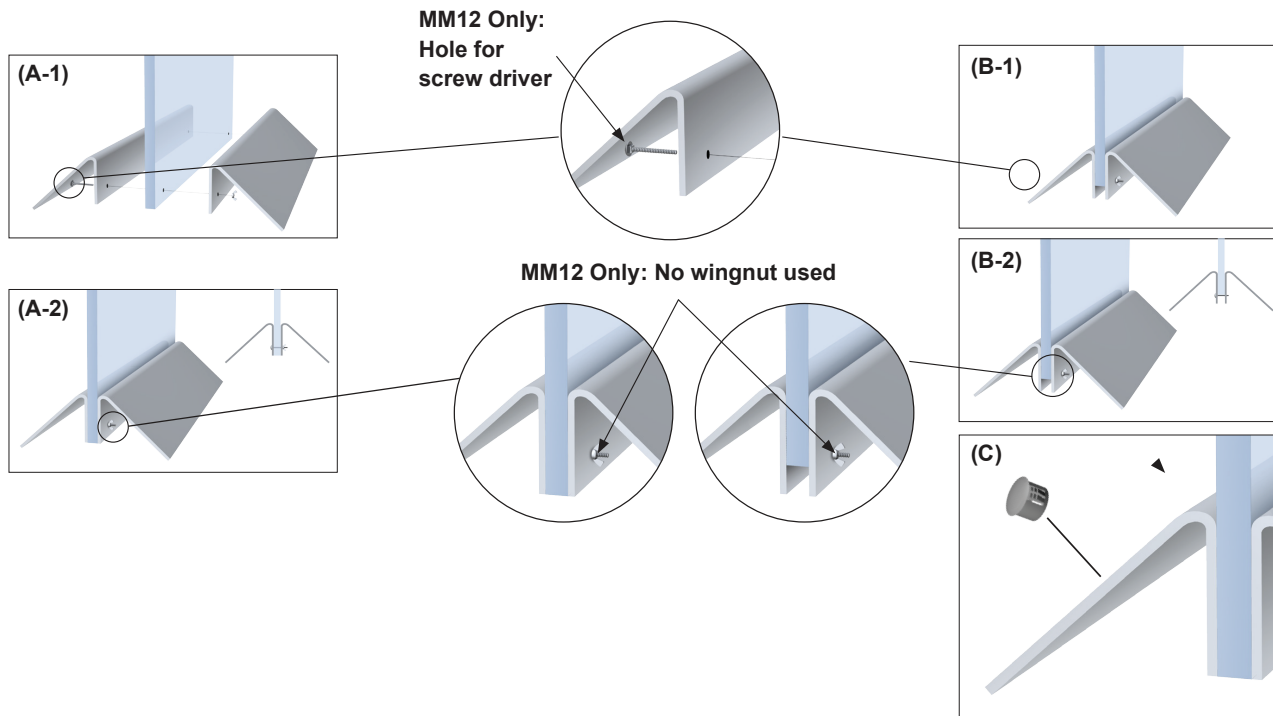 MM12 Only:
Hole for
screw driver
(A-1)
(B-1)
MM12 Only: No wingnut used
(A-2)
(B-2)
(C)